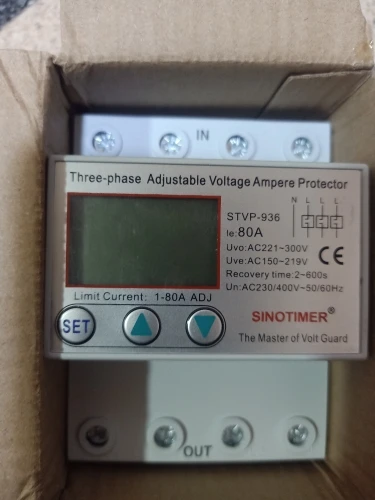 IN
Three-phase Adjustable Voltage Ampere Protector
STVP-936
N L L L
Ie:80A
Uvo:AC221~300V
Uve:AC150~219V
CE
Recovery time:2~600s
Un:AC230/400V~50/60Hz
Limit Current: 1-80A ADJ
SET
SINOTIMER®
The Master of Volt Guard
OUT